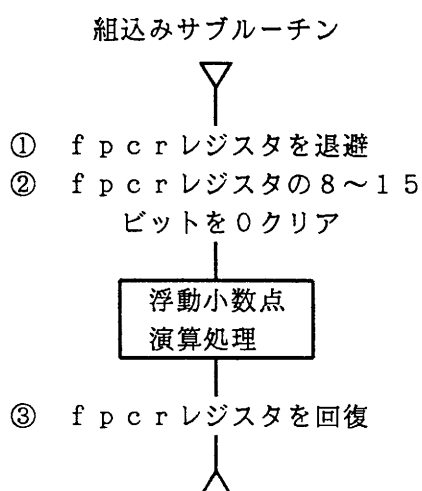 組込みサブルーチン
① ｆｐｃｒレジスタを退避
② ｆｐｃｒレジスタの８～１５
ビットを０クリア
浮動小数点
演算処理
③ ｆｐｃｒレジスタを回復